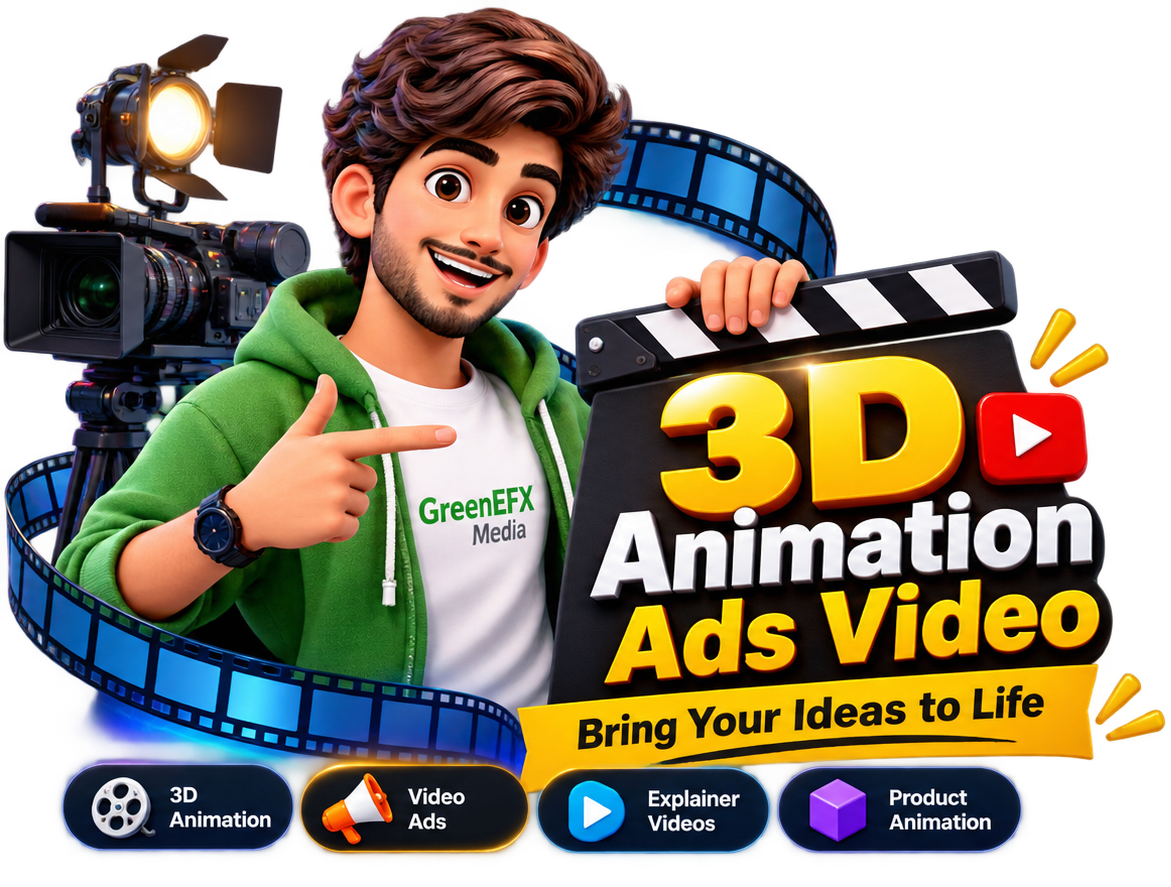 GreenEFX
Media
3D
Animation
Ads Video
Bring Your Ideas to Life
3D
Animation
Video
Ads
Explainer
Videos
Product
Animation